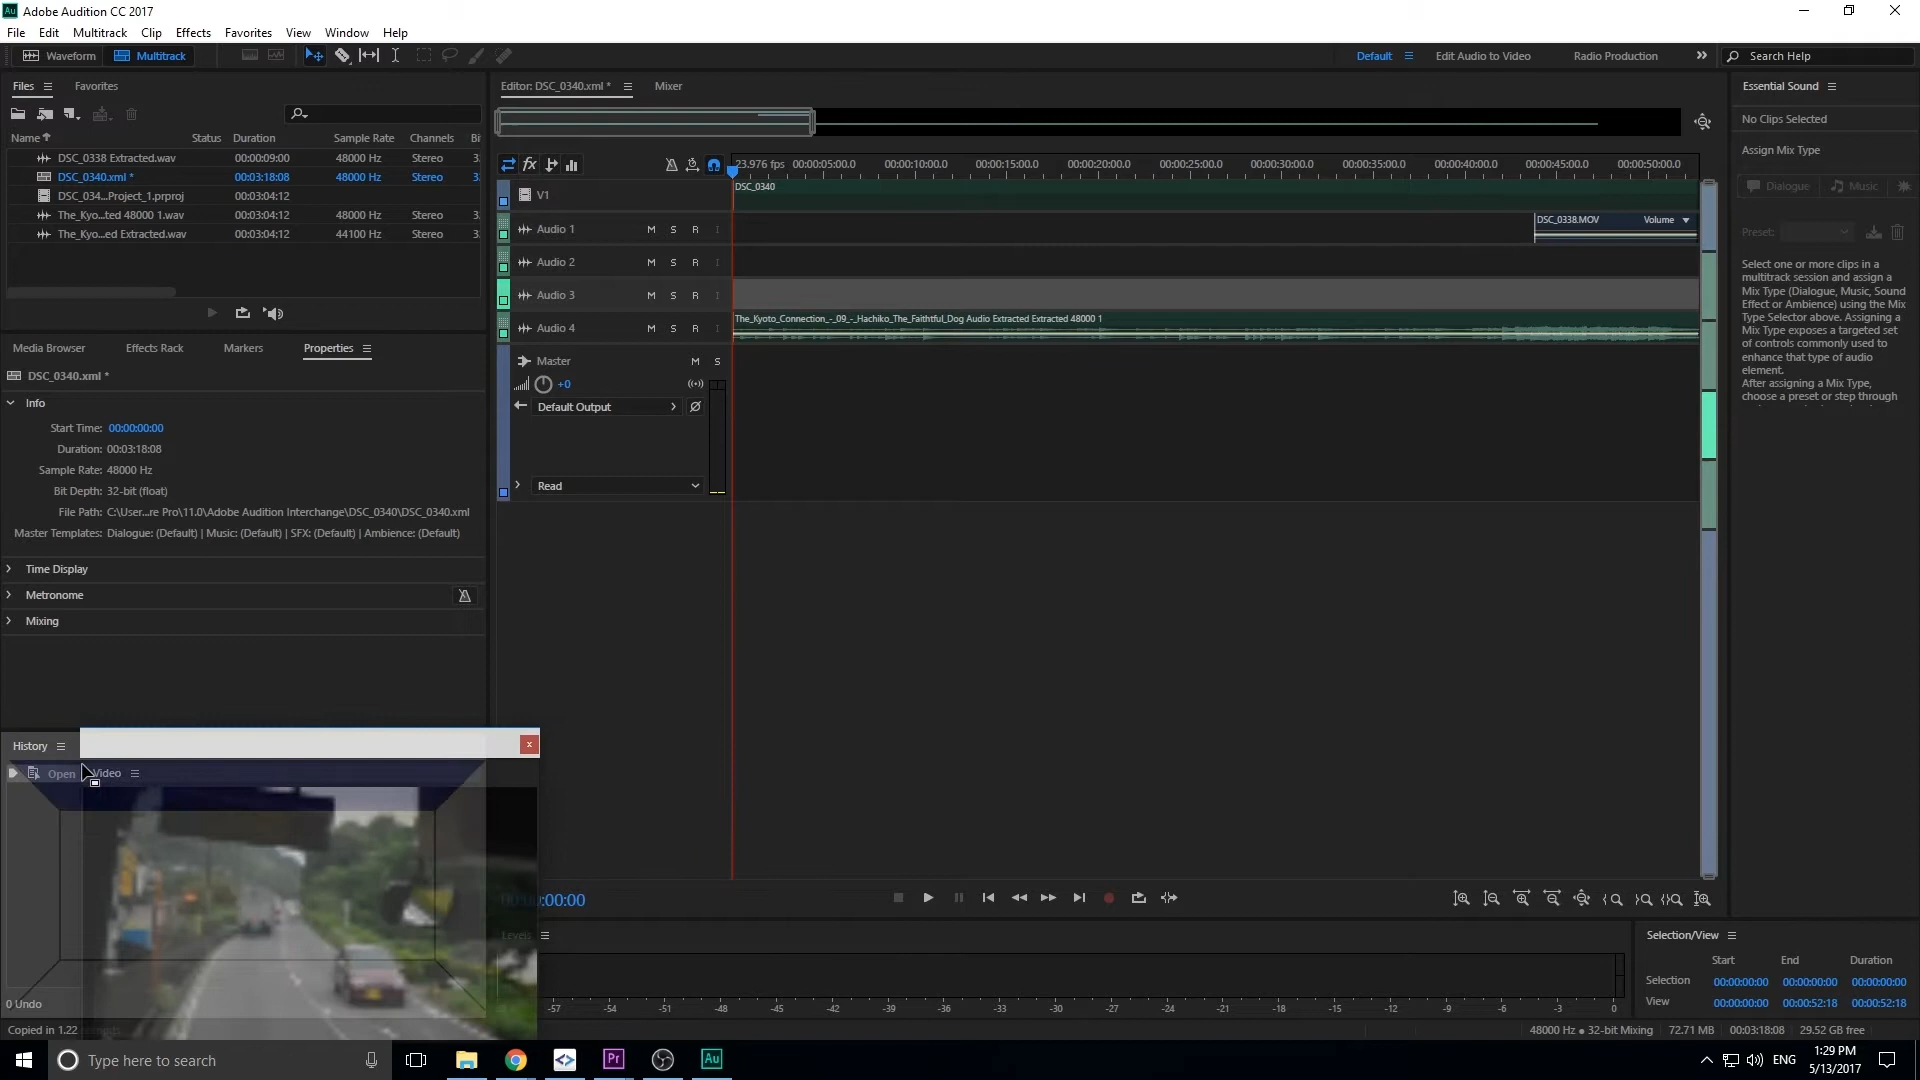 Au Adobe Audition CC 2017
File Edit Multitrack Clip Effects Favorites View Window Help
Waveform Multitrack Default Edit Audio to Video Radio Production Search Help
Files Favorites
Name Status Duration Sample Rate Channels Bi
DSC_0338 Extracted.wav 00:00:09:00 48000 Hz Stereo 3
DSC_0340.xml * 00:03:18:08 48000 Hz Stereo 3
DSC_034...Project_1.prproj 00:03:04:12
The_Kyo...ted 48000 1.wav 00:03:04:12 48000 Hz Stereo 3
The_Kyo...ed Extracted.wav 00:03:04:12 44100 Hz Stereo 3
Media Browser Effects Rack Markers Properties
DSC_0340.xml *
Info
Start Time: 00:00:00:00
Duration: 00:03:18:08
Sample Rate: 48000 Hz
Bit Depth: 32-bit (float)
File Path: C:\User...re Pro\11.0\Adobe Audition Interchange\DSC_0340\DSC_0340.xml
Master Templates: Dialogue: (Default) | Music: (Default) | SFX: (Default) | Ambience: (Default)
Time Display
Metronome
Mixing
History
Open Video
0 Undo
Copied in 1.22
Editor: DSC_0340.xml * Mixer
fx 23.976 fps 00:00:05:00.0 00:00:10:00.0 00:00:15:00.0 00:00:20:00.0 00:00:25:00.0 00:00:30:00.0 00:00:35:00.0 00:00:40:00.0 00:00:45:00.0 00:00:50:00.0
V1 DSC_0340
Audio 1 M S R I DSC_0338.MOV Volume
Audio 2 M S R I
Audio 3 M S R I
Audio 4 M S R I The_Kyoto_Connection_-_09_-_Hachiko_The_Faithtful_Dog Audio Extracted Extracted 48000 1
Master M S
+0
Default Output
Read
:00:00
Levels
-57 -54 -51 -48 -45 -42 -39 -36 -33 -30 -27 -24 -21 -18 -15 -12 -9 -6 -3 0
Essential Sound
No Clips Selected
Assign Mix Type
Dialogue Music
Preset:
Select one or more clips in a
multitrack session and assign a
Mix Type (Dialogue, Music, Sound
Effect or Ambience) using the Mix
Type Selector above. Assigning a
Mix Type exposes a targeted set
of controls commonly used to
enhance that type of audio
element.
After assigning a Mix Type,
choose a preset or step through
Selection/View
Start End Duration
Selection 00:00:00:00 00:00:00:00 00:00:00:00
View 00:00:00:00 00:00:52:18 00:00:52:18
48000 Hz • 32-bit Mixing 72.71 MB 00:03:18:08 29.52 GB free
Type here to search Pr Au ENG 1:29 PM
5/13/2017